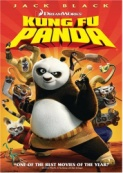 JACK BLACK
DREAMWORKS
KUNG FU
PANDA
"ONE OF THE BEST MOVIES OF THE YEAR!"